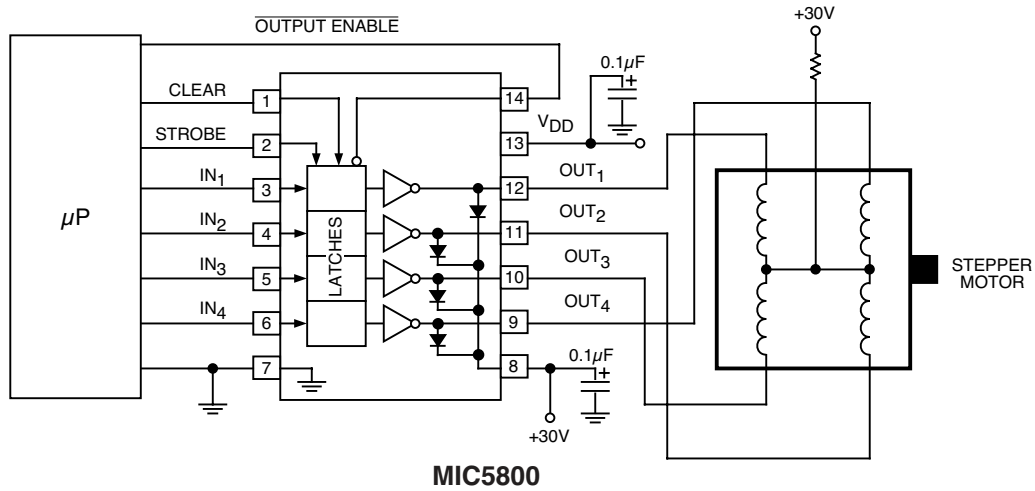 OUTPUT ENABLE
+30V
0.1µF
+
CLEAR
1
14
VDD
STROBE
2
13
IN1
3
12
OUT1
µP
IN2
4
11
OUT2
LATCHES
IN3
5
10
OUT3
STEPPER
MOTOR
IN4
6
9
OUT4
7
8
0.1µF
+
+30V
MIC5800